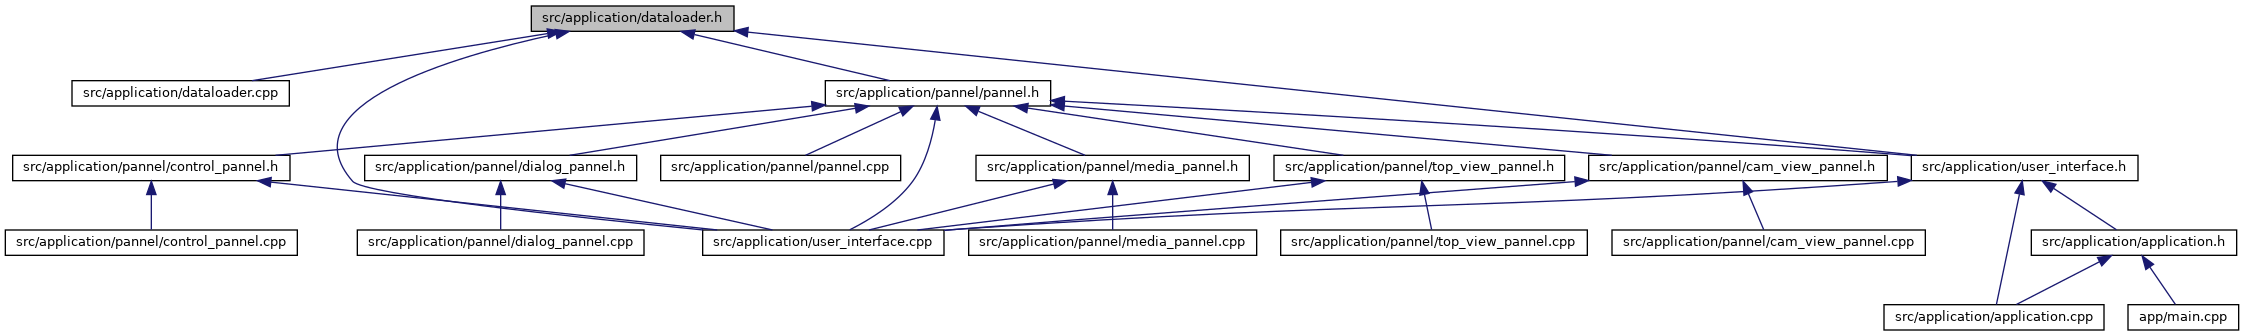 src/application/dataloader.h
src/application/dataloader.cpp
src/application/pannel/pannel.h
src/application/pannel/control_pannel.h
src/application/pannel/dialog_pannel.h
src/application/pannel/pannel.cpp
src/application/pannel/media_pannel.h
src/application/pannel/top_view_pannel.h
src/application/pannel/cam_view_pannel.h
src/application/user_interface.h
src/application/pannel/control_pannel.cpp
src/application/pannel/dialog_pannel.cpp
src/application/user_interface.cpp
src/application/pannel/media_pannel.cpp
src/application/pannel/top_view_pannel.cpp
src/application/pannel/cam_view_pannel.cpp
src/application/application.h
src/application/application.cpp
app/main.cpp